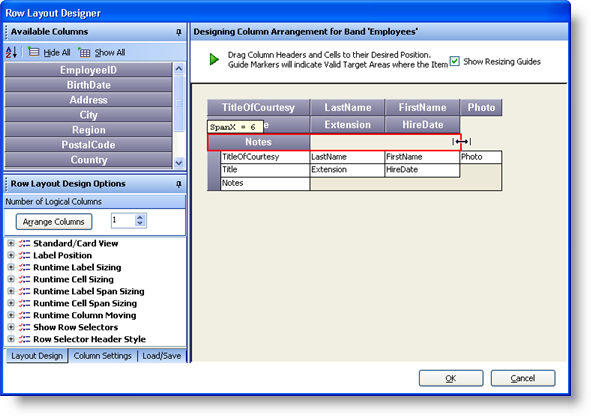 Row Layout Designer
Available Columns
Hide All Show All
EmployeeID
BirthDate
Address
City
Region
PostalCode
Country
Row Layout Design Options
Number of Logical Columns
Arrange Columns 1
Standard/Card View
Label Position
Runtime Label Sizing
Runtime Cell Sizing
Runtime Label Span Sizing
Runtime Cell Span Sizing
Runtime Column Moving
Show Row Selectors
Row Selector Header Style
Layout Design Column Settings Load/Save
Designing Column Arrangement for Band 'Employees'
Drag Column Headers and Cells to their Desired Position.
Guide Markers will indicate Valid Target Areas where the Item
Show Resizing Guides
TitleOfCourtesy LastName FirstName Photo
SpanX = 6 e Extension HireDate
Notes
TitleOfCourtesy LastName FirstName Photo
Title Extension HireDate
Notes
OK Cancel